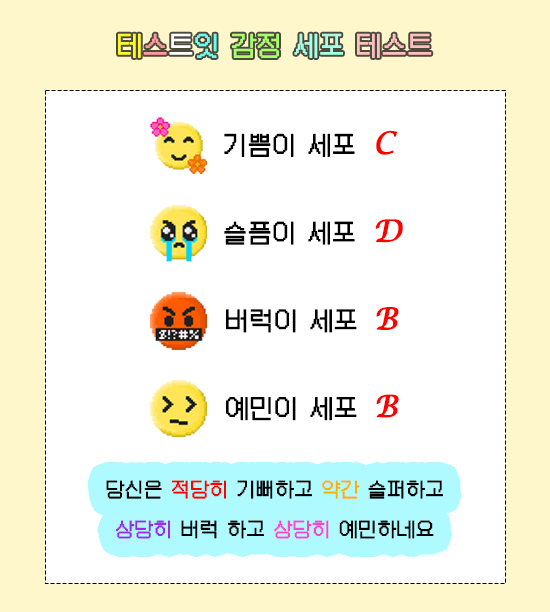 테스트잇 감정 세포 테스트
기쁨이 세포 C
슬픔이 세포 D
버럭이 세포 B
$!?#%
예민이 세포 B
당신은 적당히 기뻐하고 약간 슬퍼하고
상당히 버럭 하고 상당히 예민하네요